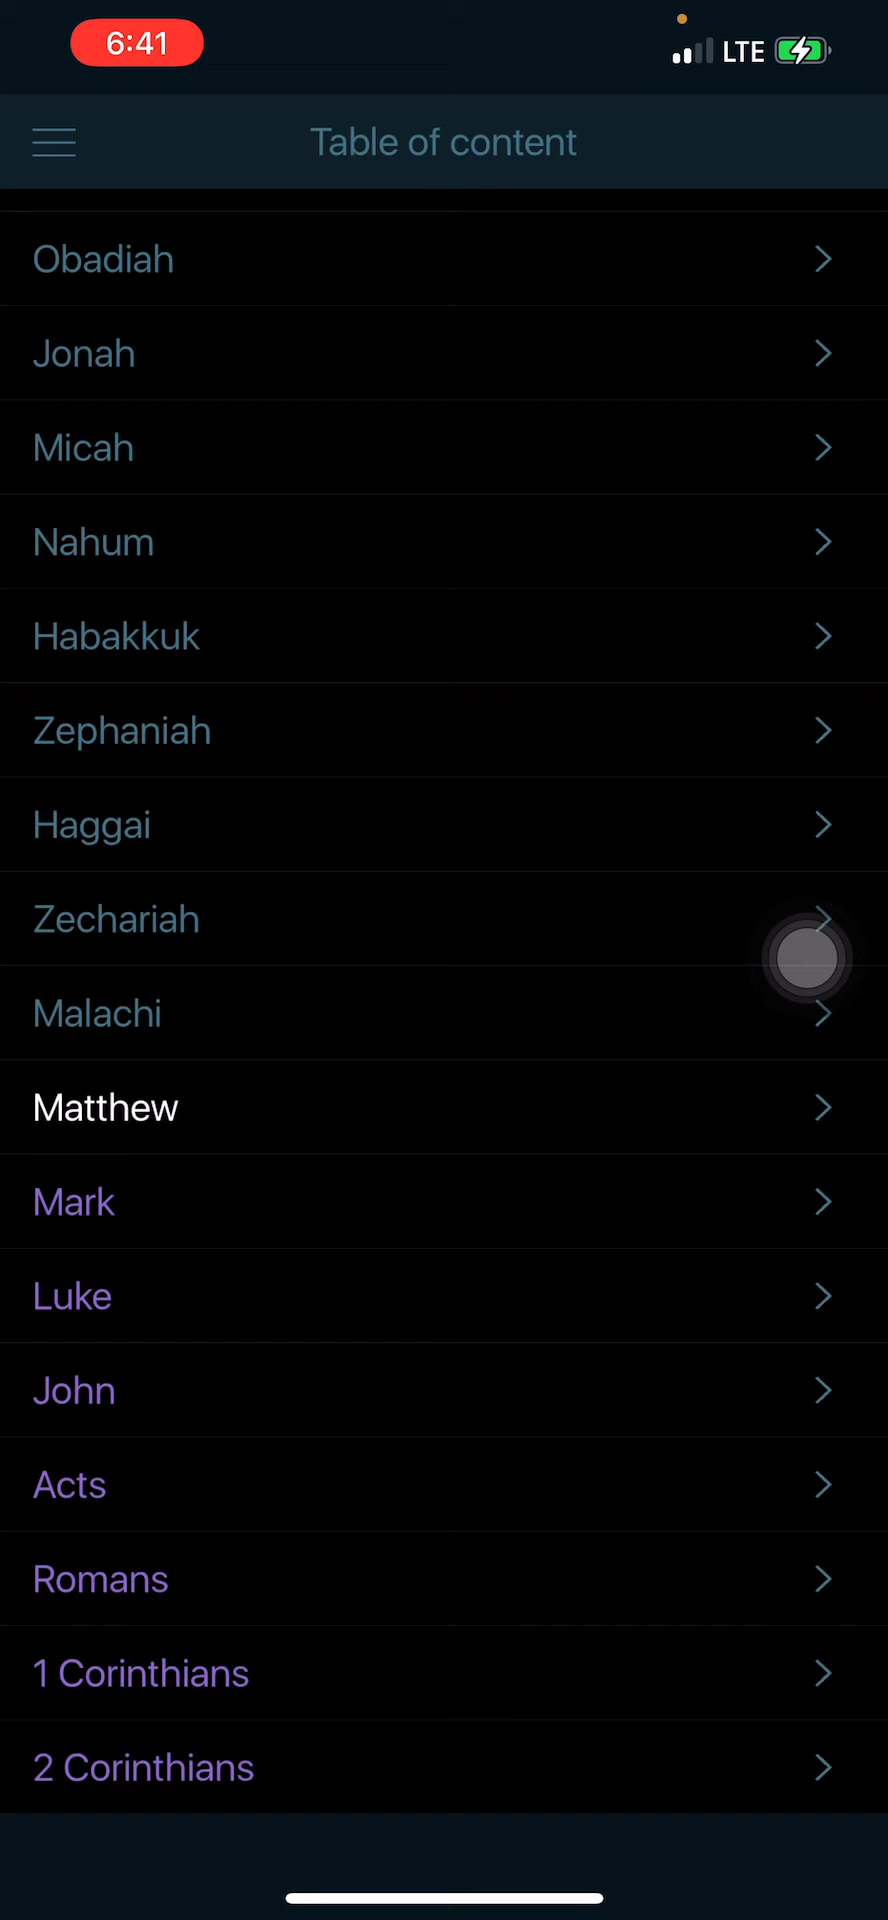 6:41
LTE
Table of content
Obadiah
Jonah
Micah
Nahum
Habakkuk
Zephaniah
Haggai
Zechariah
Malachi
Matthew
Mark
Luke
John
Acts
Romans
1 Corinthians
2 Corinthians